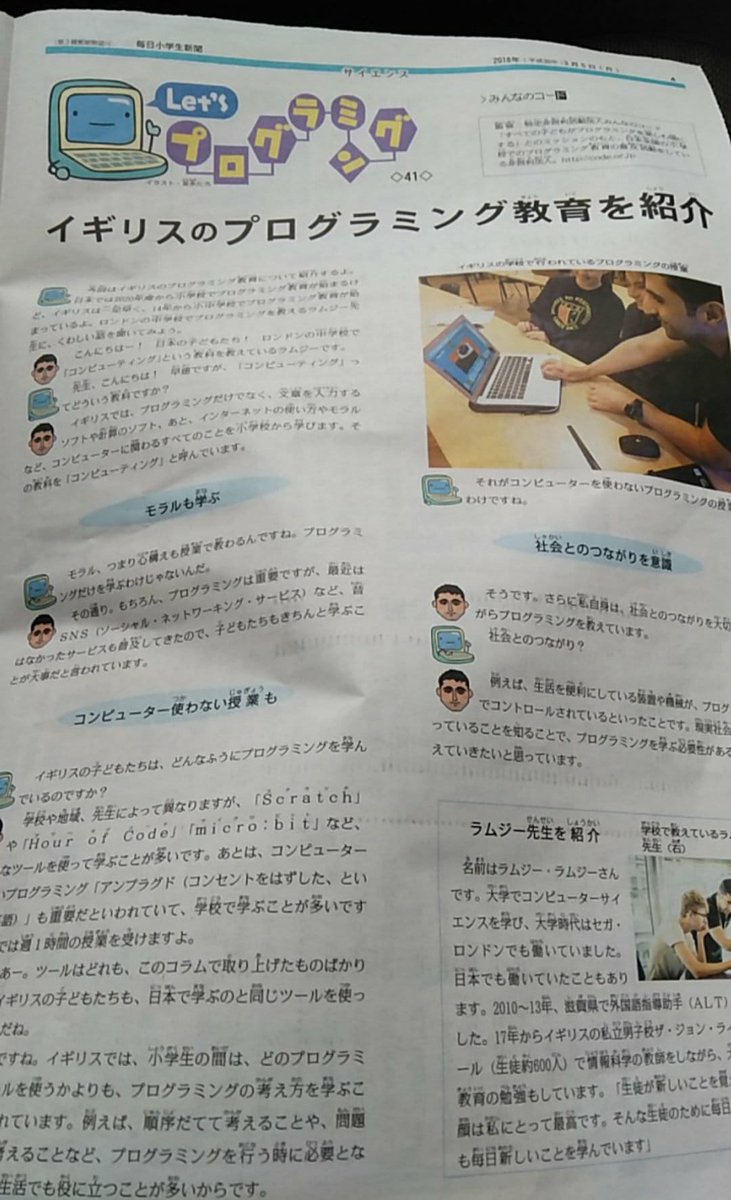 毎日小学生新聞
サイエンス
2018年(平成30年)3月5日(月)
4
Let's
プログラミング
◇41◇
>みんなのコード
イギリスのプログラミング教育を紹介
今回はイギリスのプログラミング教育について紹介するよ。
日本では2020年度から小学校でプログラミング教育が始まるけ
ど、イギリスは一足早く、14年から小中学校でプログラミング教育が始
まっているよ。ロンドンの中学校でプログラミングを教えるラムジー先
生に、くわしい話を聞いてみよう。
こんにちはー! 日本の子どもたち! ロンドンの中学校で
「コンピューティング」という教科を教えているラムジーです。
先生、こんにちは! 早速ですが、「コンピューティング」っ
てどういう教科ですか?
イギリスでは、プログラミングだけでなく、文章を入力する
ソフトや計算のソフト、あと、インターネットの使い方やモラル
など、コンピューターに関わるすべてのことを小学校から学びます。そ
の教科を「コンピューティング」と呼んでいます。
モラルも学ぶ
モラル、つまり心構えも授業で教わるんですね。プログラミ
ングだけを学ぶわけじゃないんだ。
その通り。もちろん、プログラミングは重要ですが、最近は
SNS(ソーシャル・ネットワーキング・サービス)など、昔
はなかったサービスも普及してきたので、子どもたちもきちんと学ぶこ
とが大事だと言われています。
コンピューター使わない授業も
イギリスの子どもたちは、どんなふうにプログラミングを学ん
でいるのですか?
学校や地域、先生によって異なりますが、「Scratch」
や「Hour of Code」「micro:bit」など、
なツールを使って学ぶことが多いです。あとは、コンピューター
いプログラミング「アンプラグド(コンセントをはずした、とい
語)」も重要だといわれていて、学校で学ぶことが多いです
では週1時間の授業を受けますよ。
あー。ツールはどれも、このコラムで取り上げたものばかり
イギリスの子どもたちも、日本で学ぶのと同じツールを使っ
だね。
ですね。イギリスでは、小学生の間は、どのプログラミ
ルを使うかよりも、プログラミングの考え方を学ぶこ
れています。例えば、順序だてて考えることや、問題
考えることなど、プログラミングを行う時に必要とな
生活でも役に立つことが多いからです。
イギリスの学校で行われているプログラミングの授業
それがコンピューターを使わないプログラミングの授
わけですね。
社会とのつながりを意識
そうです。さらに私自身は、社会とのつながりを大切
がらプログラミングを教えています。
社会とのつながり?
例えば、生活を便利にしている装置や機械が、プログ
でコントロールされているといったことです。現実社会
っていることを知ることで、プログラミングを学ぶ必要性がある
えていきたいと思っています。
ラムジー先生を紹介
学校で教えているラム
先生(右)
名前はラムジー・ラムジーさん
です。大学でコンピューターサイ
エンスを学び、大学時代はセガ・
ロンドンでも働いていました。
日本でも働いていたこともあり
ます。2010~13年、滋賀県で外国語指導助手(ALT)
した。17年からイギリスの私立男子校ザ・ジョン・ライ
ール(生徒約600人)で情報科学の教師をしながら、
教育の勉強もしています。「生徒が新しいことを覚
顔は私にとって最高です。そんな生徒のために毎日
も毎日新しいことを学んでいます」